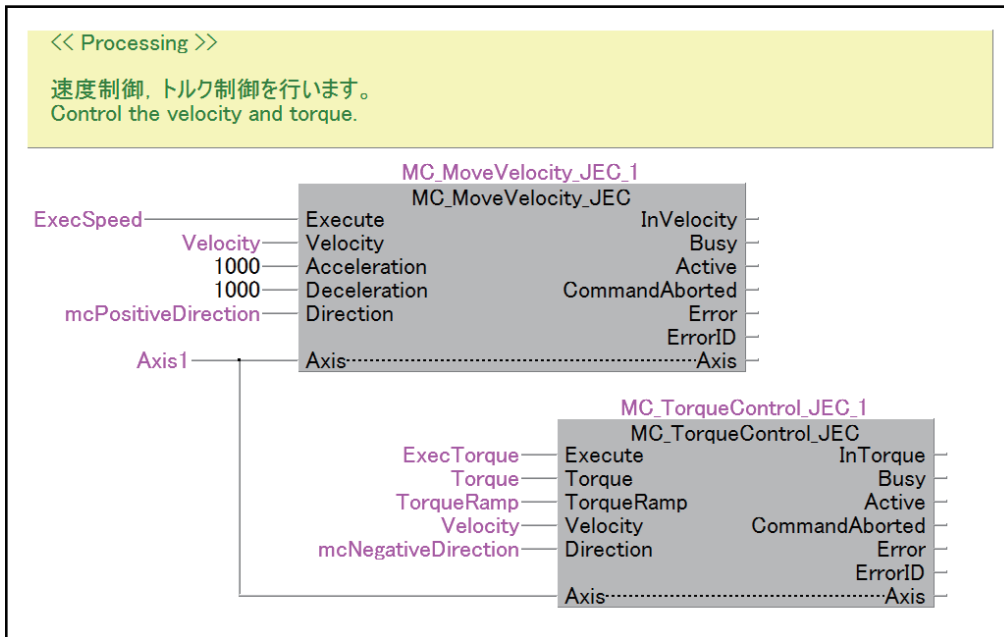 << Processing >>
速度制御，トルク制御を行います。
Control the velocity and torque.
MC_MoveVelocity_JEC_1
MC_MoveVelocity_JEC
ExecSpeed Execute InVelocity
Velocity Velocity Busy
1000 Acceleration Active
1000 Deceleration CommandAborted
mcPositiveDirection Direction Error
ErrorID
Axis1 Axis Axis
MC_TorqueControl_JEC_1
MC_TorqueControl_JEC
ExecTorque Execute InTorque
Torque Torque Busy
TorqueRamp TorqueRamp Active
Velocity Velocity CommandAborted
mcNegativeDirection Direction Error
ErrorID
Axis Axis